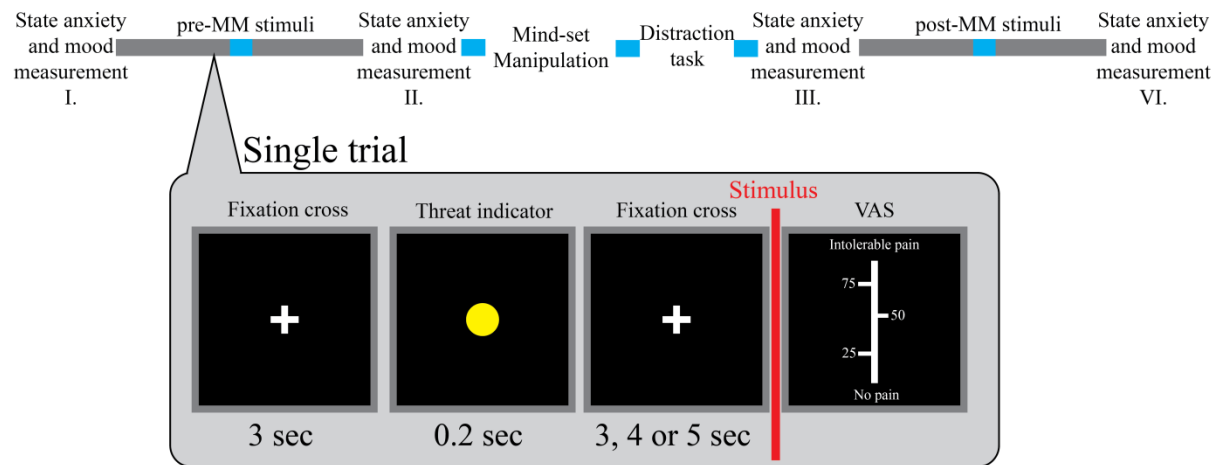 State anxiety
and mood
measurement
I.
pre-MM stimuli
State anxiety
and mood
measurement
II.
Mind-set
Manipulation
Distraction
task
State anxiety
and mood
measurement
III.
post-MM stimuli
State anxiety
and mood
measurement
VI.
Single trial
Fixation cross
3 sec
Threat indicator
0.2 sec
Fixation cross
3, 4 or 5 sec
Stimulus
VAS
Intolerable pain
75
50
25
No pain